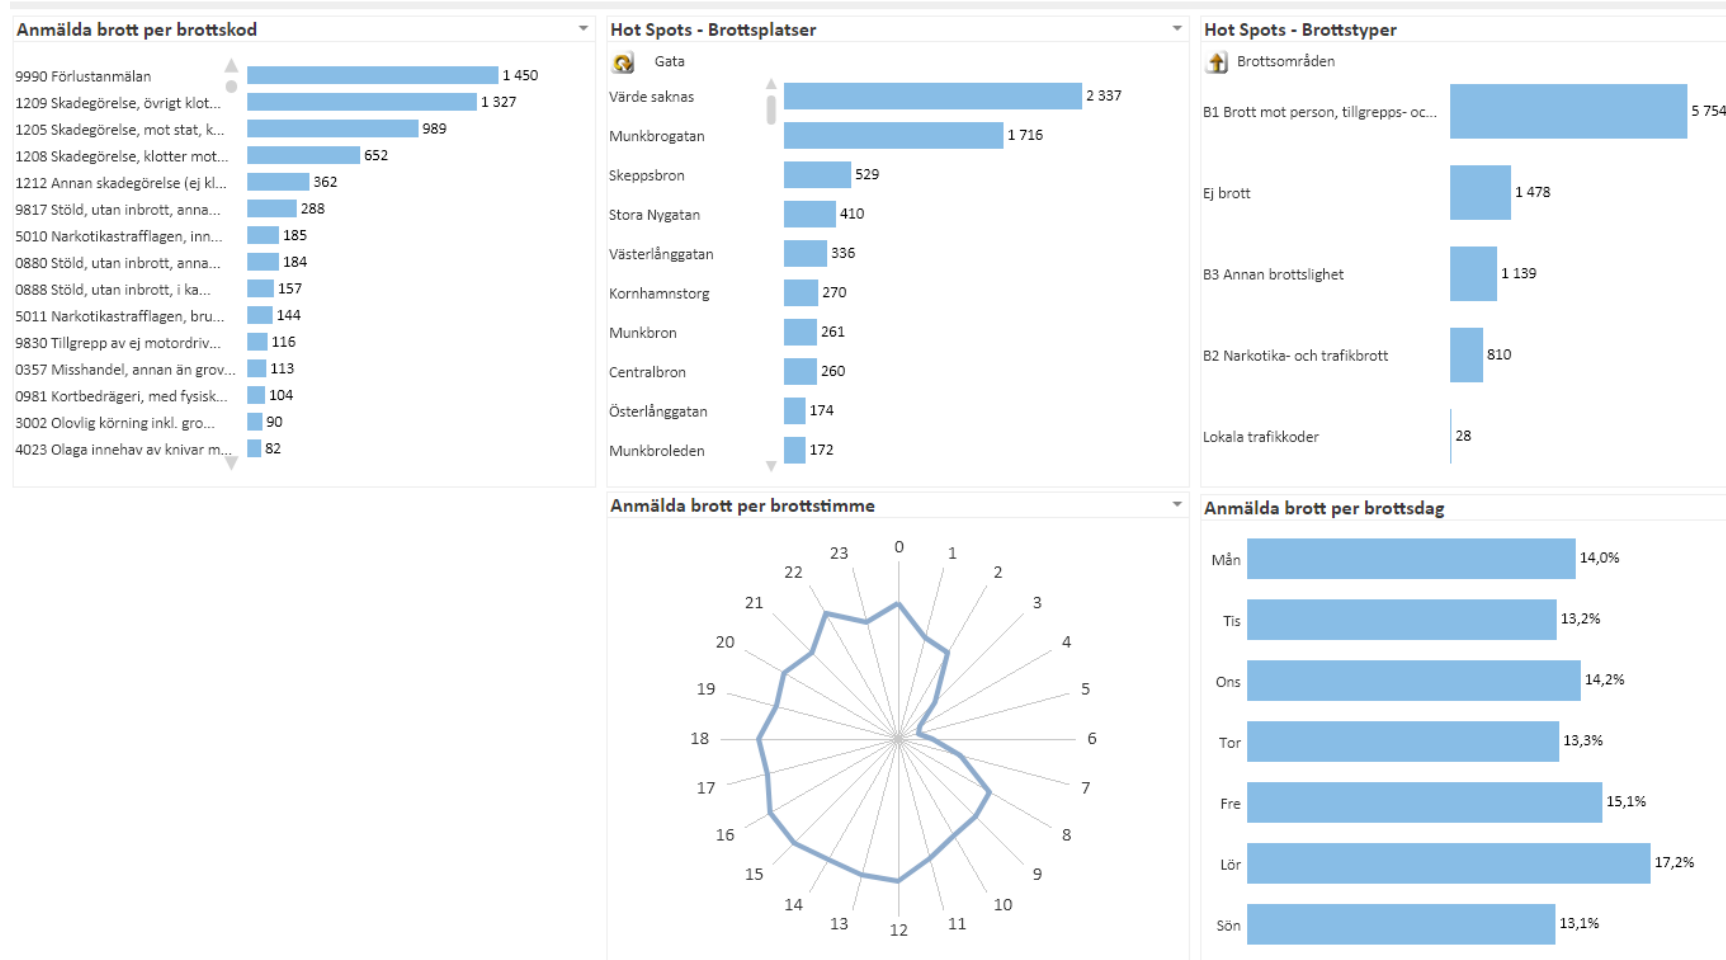 Anmälda brott per brottskod
9990 Förlustanmälan 1 450
1209 Skadegörelse, övrigt klot... 1 327
1205 Skadegörelse, mot stat, k... 989
1208 Skadegörelse, klotter mot... 652
1212 Annan skadegörelse (ej kl... 362
9817 Stöld, utan inbrott, anna... 288
5010 Narkotikastrafflagen, inn... 185
0880 Stöld, utan inbrott, anna... 184
0888 Stöld, utan inbrott, i ka... 157
5011 Narkotikastrafflagen, bru... 144
9830 Tillgrepp av ej motordriv... 116
0357 Misshandel, annan än grov... 113
0981 Kortbedrägeri, med fysisk... 104
3002 Olovlig körning inkl. gro... 90
4023 Olaga innehav av knivar m... 82
Hot Spots - Brottsplatser
Gata
Värde saknas 2 337
Munkbrogatan 1 716
Skeppsbron 529
Stora Nygatan 410
Västerlånggatan 336
Kornhamnstorg 270
Munkbron 261
Centralbron 260
Österlånggatan 174
Munkbroleden 172
Hot Spots - Brottstyper
Brottsområden
B1 Brott mot person, tillgrepps- oc... 5 754
Ej brott 1 478
B3 Annan brottslighet 1 139
B2 Narkotika- och trafikbrott 810
Lokala trafikkoder 28
Anmälda brott per brottstimme
0
1
2
3
4
5
6
7
8
9
10
11
12
13
14
15
16
17
18
19
20
21
22
23
Anmälda brott per brottsdag
Mån 14,0%
Tis 13,2%
Ons 14,2%
Tor 13,3%
Fre 15,1%
Lör 17,2%
Sön 13,1%